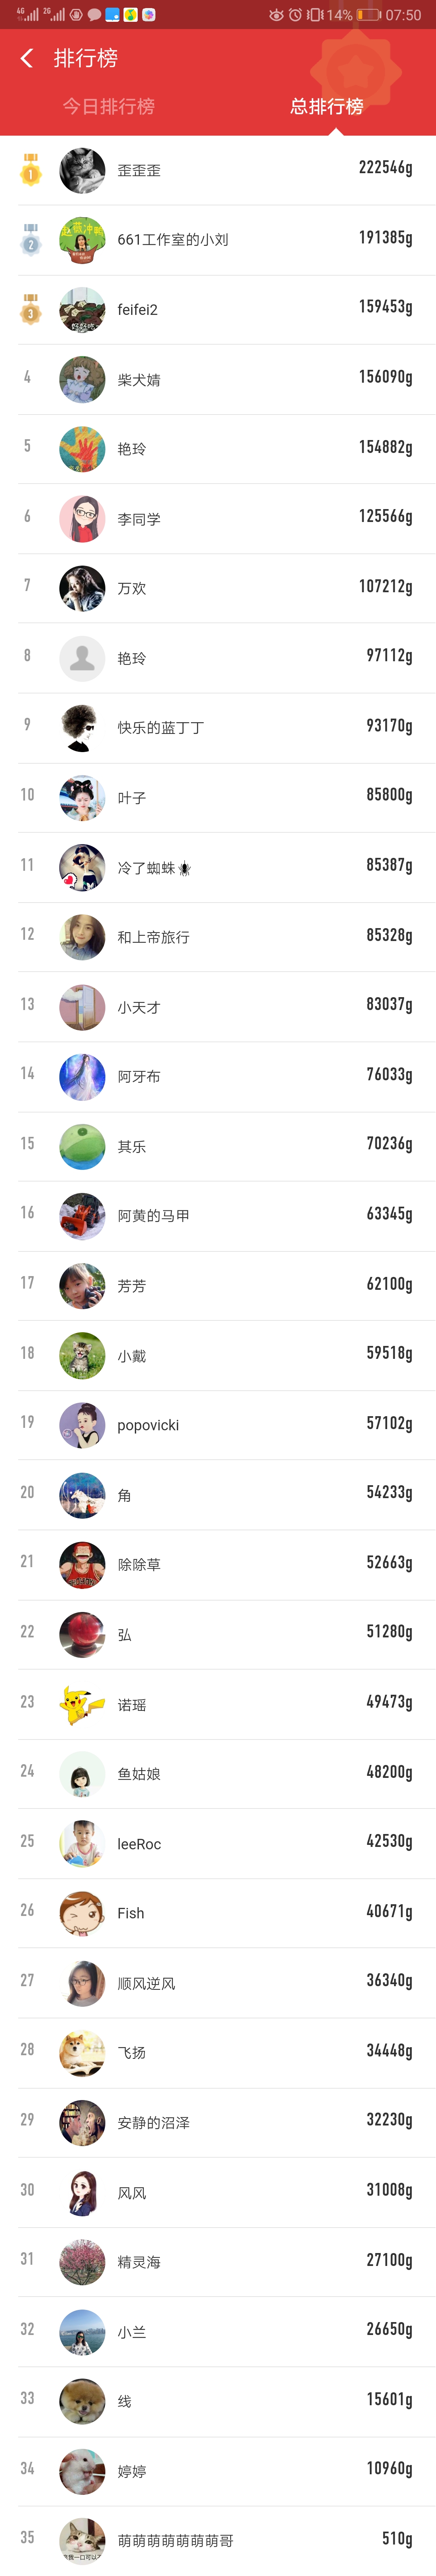 4G 2G 14% 07:50
排行榜
今日排行榜 总排行榜
1 歪歪歪 222546g
2 661工作室的小刘 191385g
3 feifei2 159453g
4 柴犬婧 156090g
5 艳玲 154882g
6 李同学 125566g
7 万欢 107212g
8 艳玲 97112g
9 快乐的蓝丁丁 93170g
10 叶子 85800g
11 冷了蜘蛛🕷 85387g
12 和上帝旅行 85328g
13 小天才 83037g
14 阿牙布 76033g
15 其乐 70236g
16 阿黄的马甲 63345g
17 芳芳 62100g
18 小戴 59518g
19 popovicki 57102g
20 角 54233g
21 除除草 52663g
22 弘 51280g
23 诺瑶 49473g
24 鱼姑娘 48200g
25 leeRoc 42530g
26 Fish 40671g
27 顺风逆风 36340g
28 飞扬 34448g
29 安静的沼泽 32230g
30 风风 31008g
31 精灵海 27100g
32 小兰 26650g
33 线 15601g
34 婷婷 10960g
35 萌萌萌萌萌萌萌哥 510g